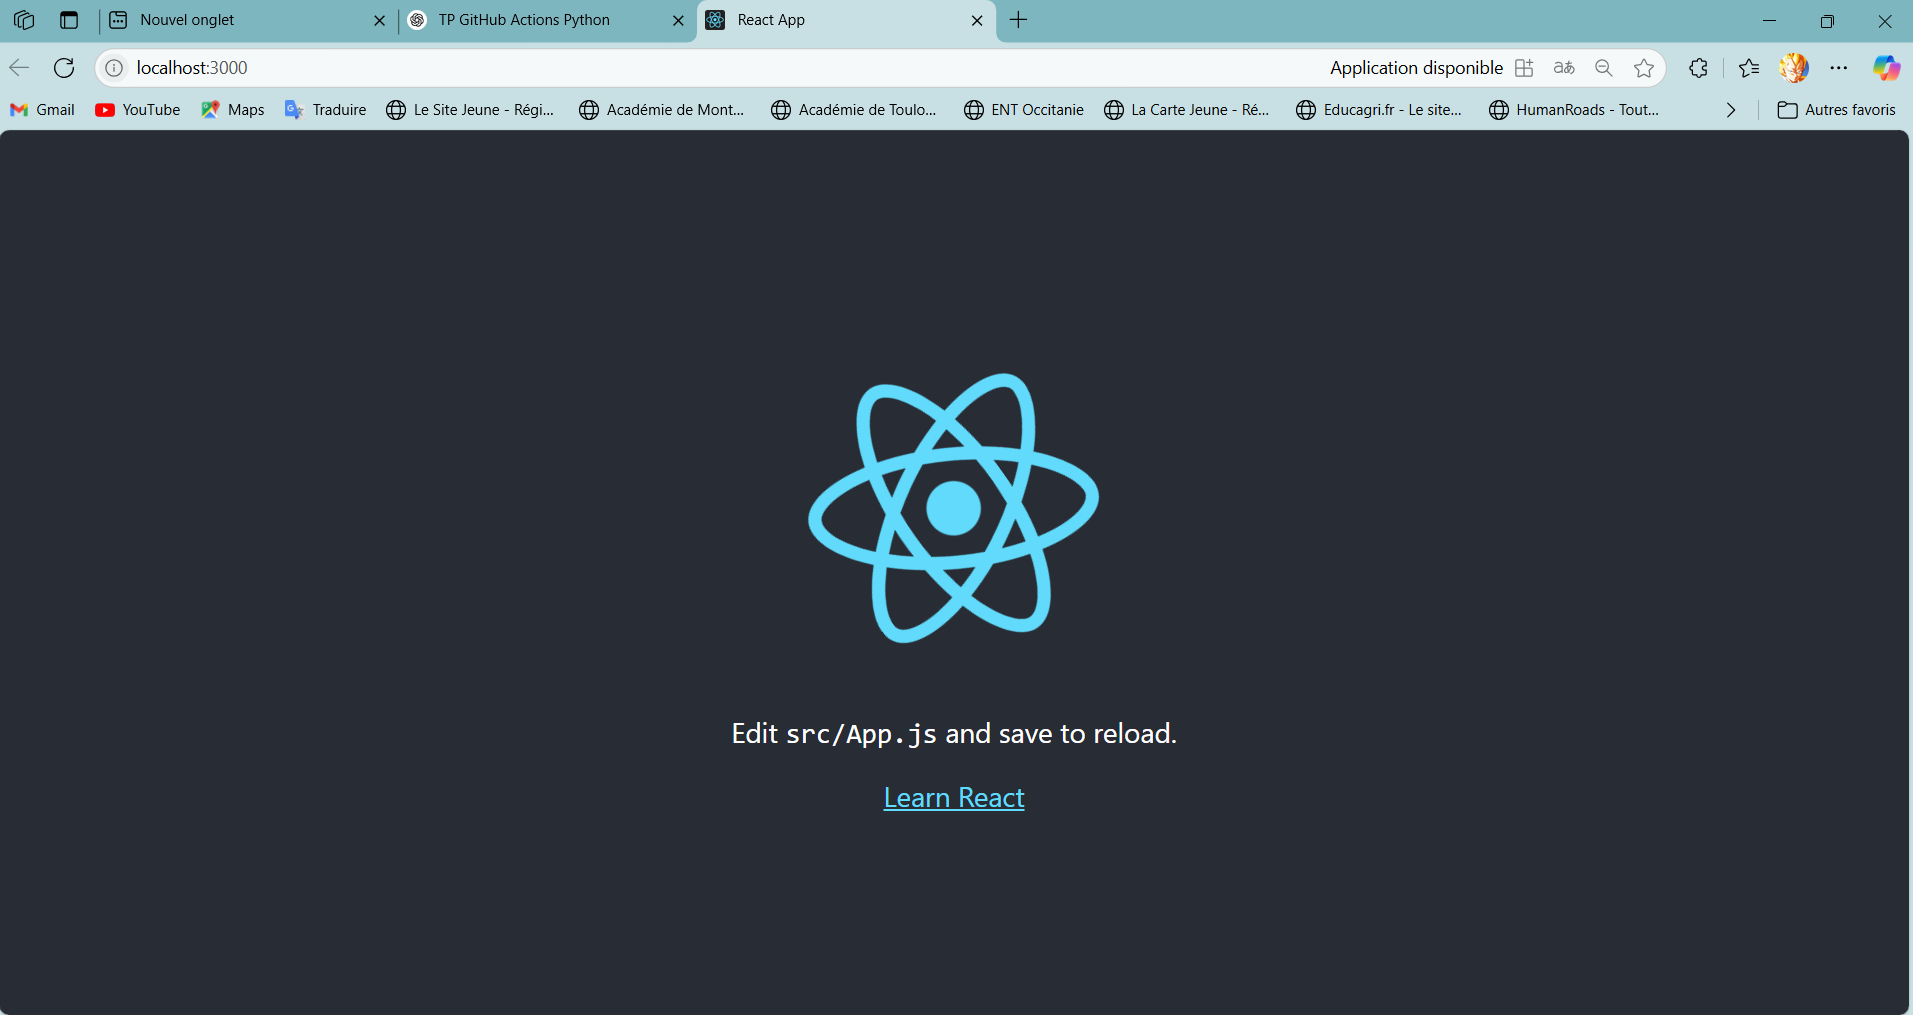 Nouvel onglet
TP GitHub Actions Python
React App
localhost:3000
Application disponible
aあ
Gmail
YouTube
Maps
Traduire
Le Site Jeune - Régi...
Académie de Mont...
Académie de Toulo...
ENT Occitanie
La Carte Jeune - Ré...
Educagri.fr - Le site...
HumanRoads - Tout...
Autres favoris
Edit src/App.js and save to reload.
Learn React